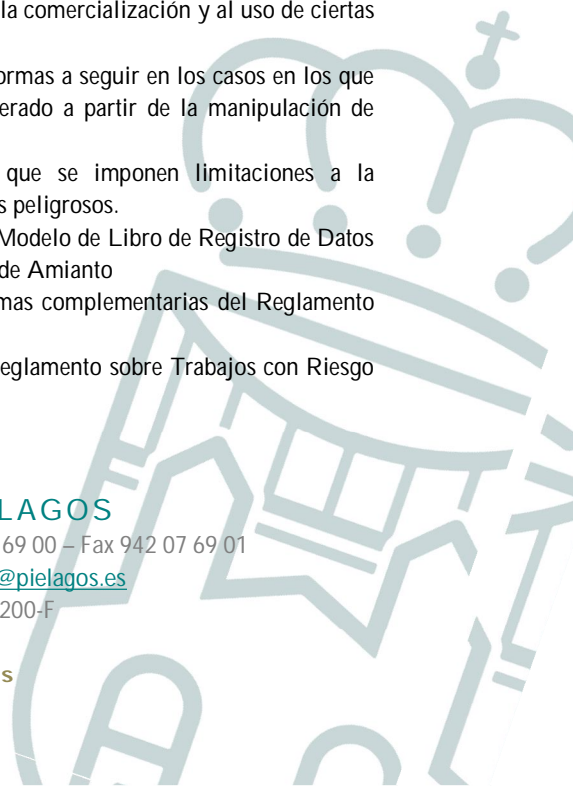 la comercialización y al uso de ciertas
ormas a seguir en los casos en los que
erado a partir de la manipulación de
que se imponen limitaciones a la
s peligrosos.
Modelo de Libro de Registro de Datos
de Amianto
mas complementarias del Reglamento
eglamento sobre Trabajos con Riesgo
LAGOS
69 00 – Fax 942 07 69 01
@pielagos.es
200-F
s